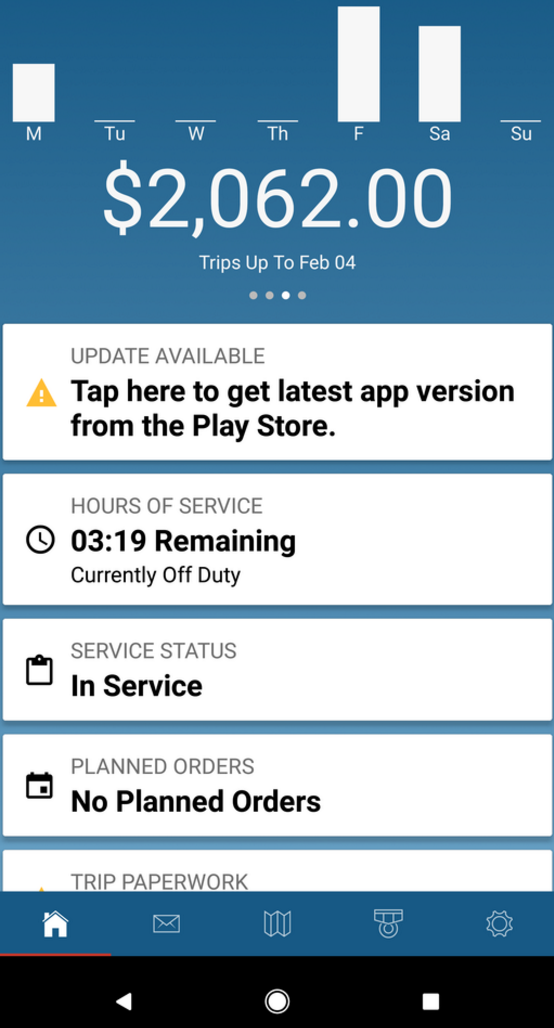 M Tu W Th F Sa Su
$2,062.00
Trips Up To Feb 04
UPDATE AVAILABLE
Tap here to get latest app version
from the Play Store.
HOURS OF SERVICE
03:19 Remaining
Currently Off Duty
SERVICE STATUS
In Service
PLANNED ORDERS
No Planned Orders
TRIP PAPERWORK